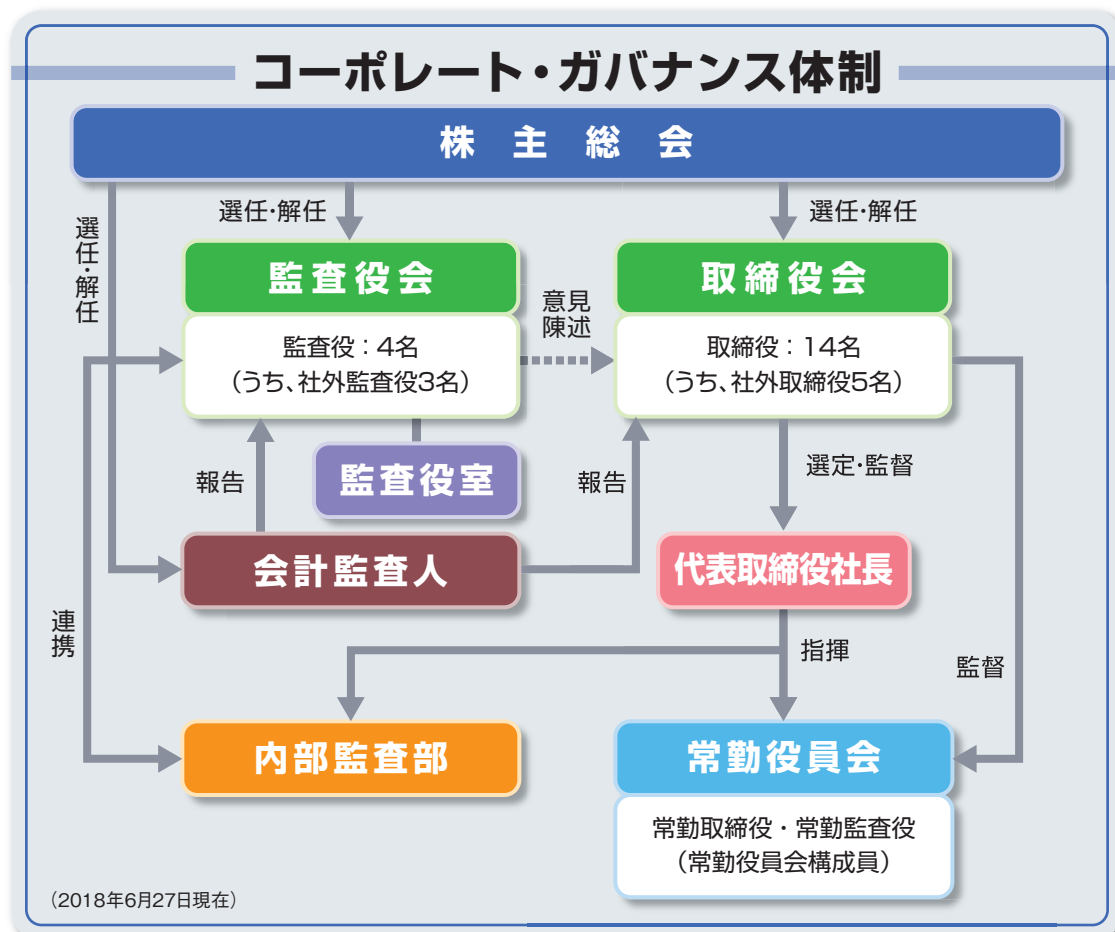 コーポレート・ガバナンス体制
株主総会
選任・解任
選任・解任
選任・解任
監査役会
監査役：4名
（うち、社外監査役3名）
意見
陳述
取締役会
取締役：14名
（うち、社外取締役5名）
監査役室
報告
報告
選定・監督
会計監査人
代表取締役社長
連携
指揮
監督
内部監査部
常勤役員会
常勤取締役・常勤監査役
（常勤役員会構成員）
（2018年6月27日現在）